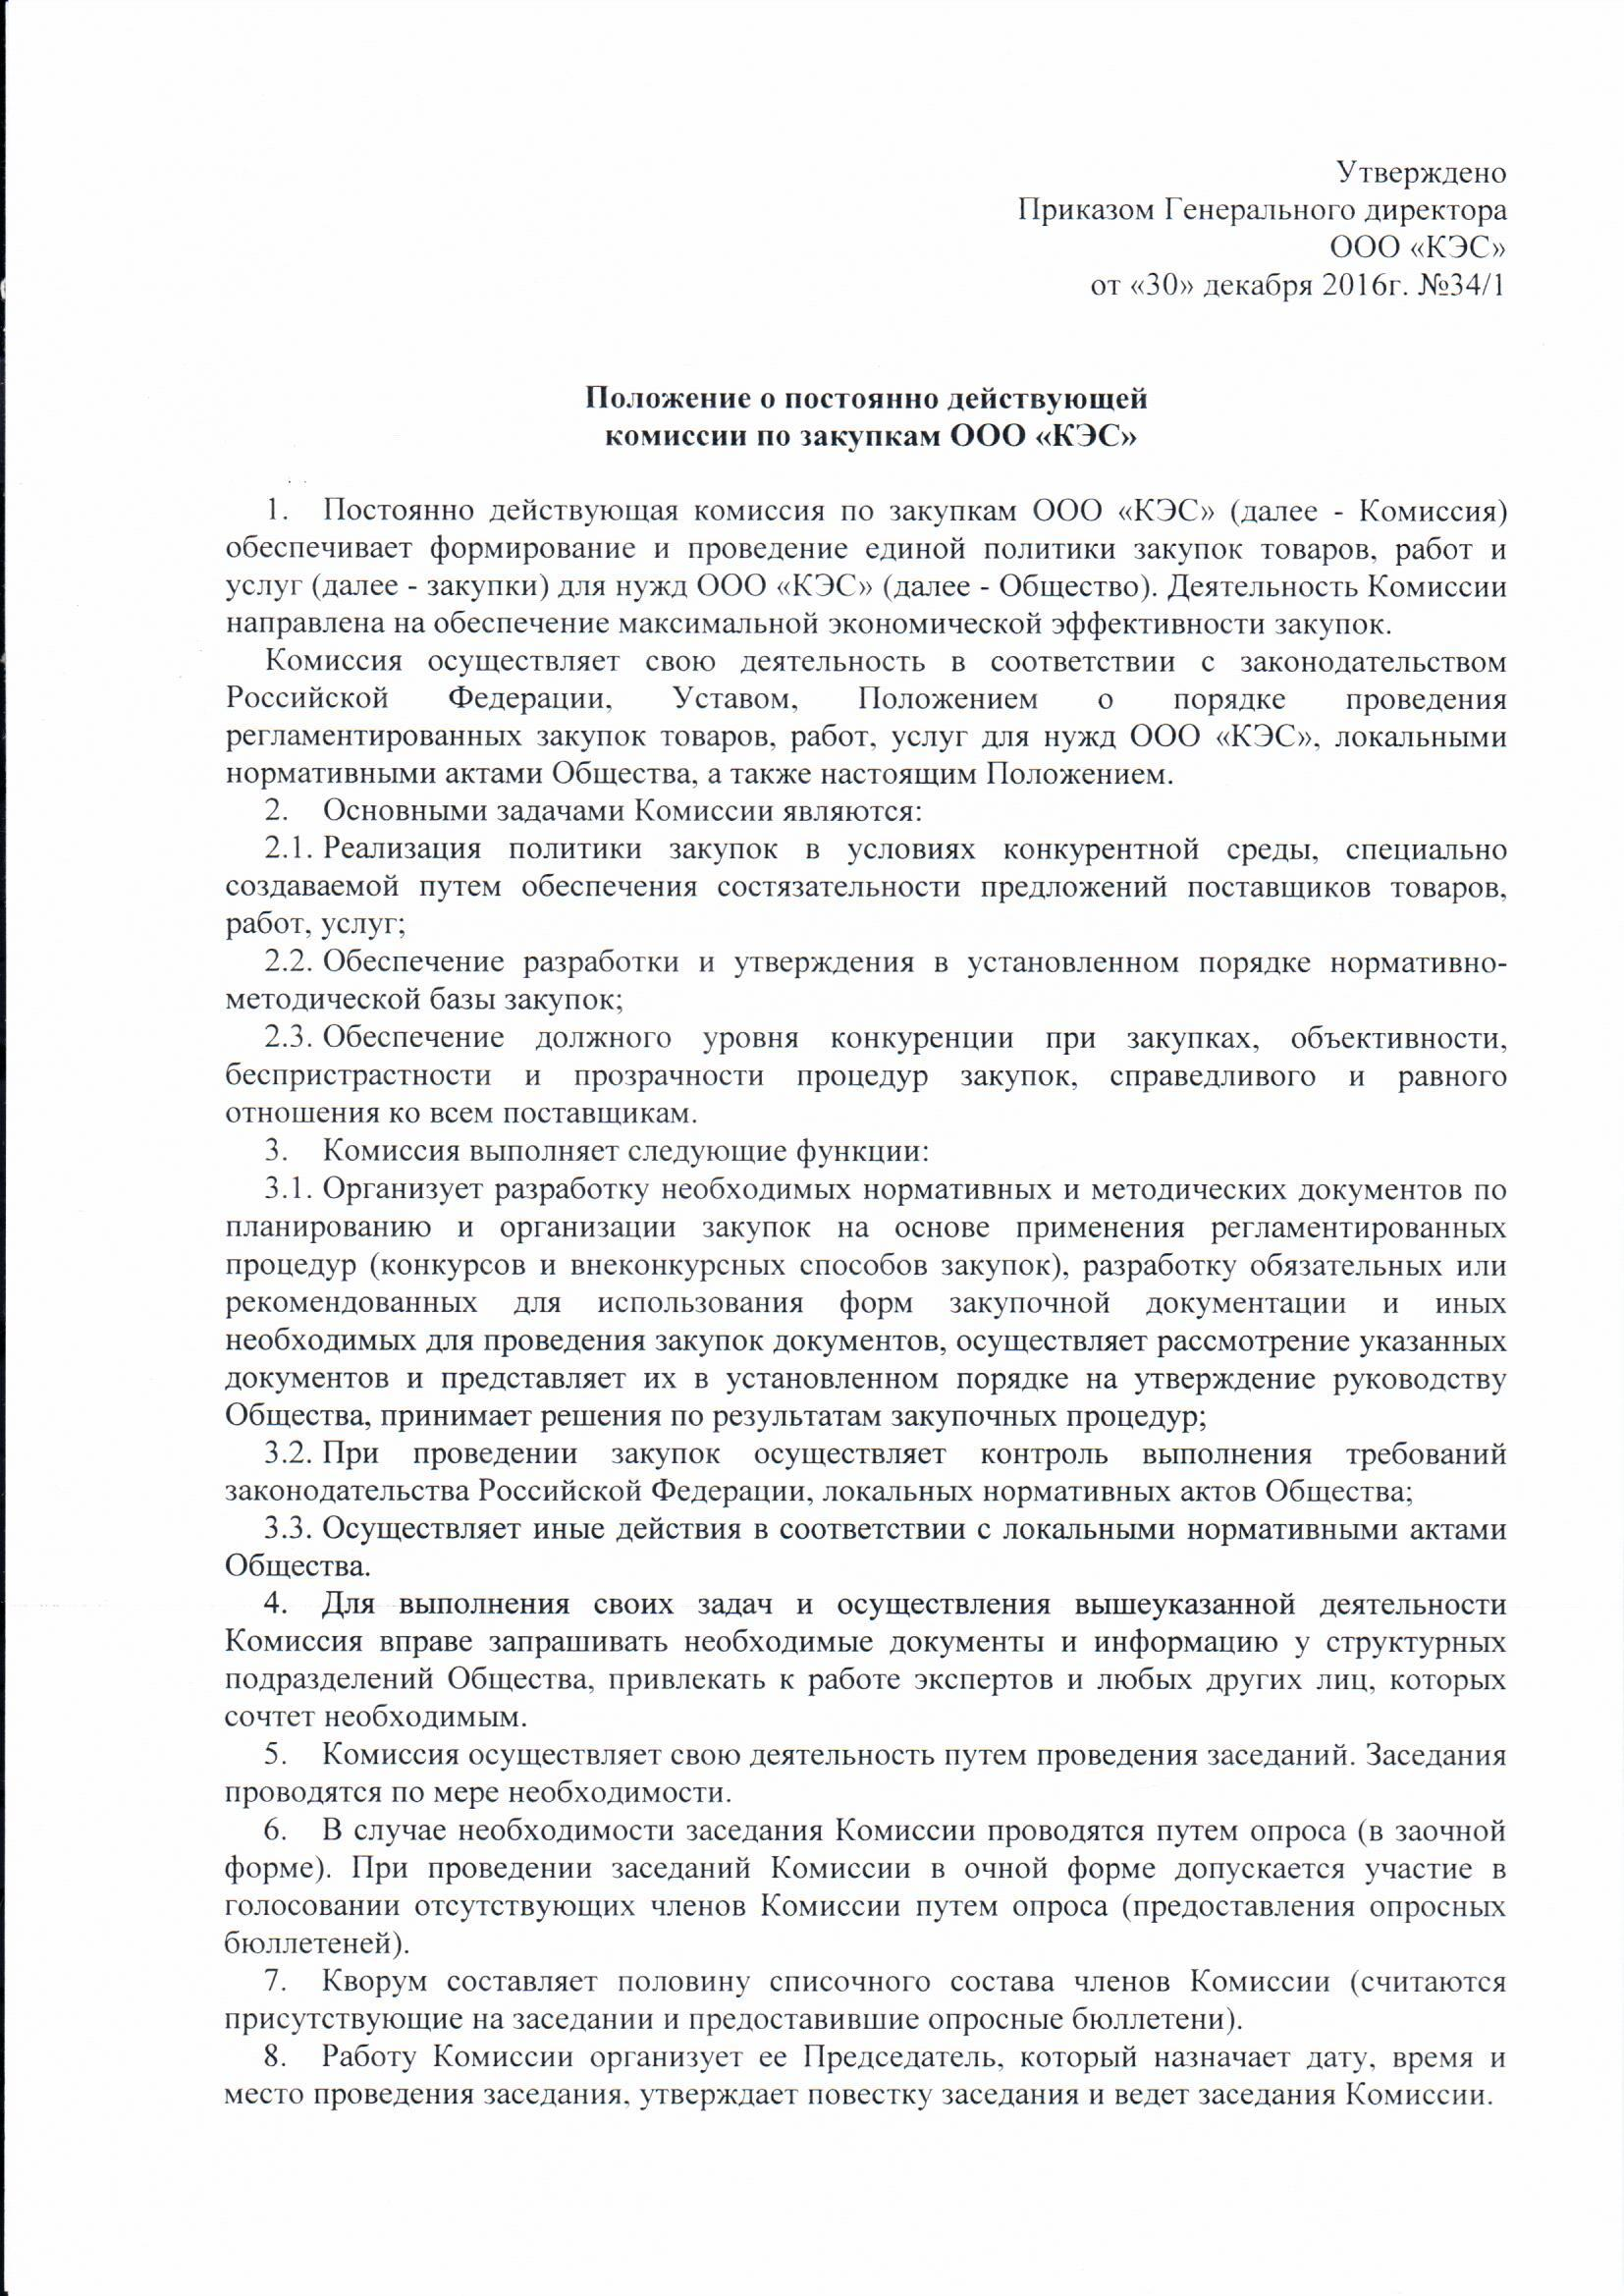 Утверждено
Приказом Генерального директора
ООО «КЭС»
от «30» декабря 2016г. №34/1
Положение о постоянно действующей
комиссии по закупкам ООО «КЭС»
1. Постоянно действующая комиссия по закупкам ООО «КЭС» (далее - Комиссия)
обеспечивает формирование и проведение единой политики закупок товаров, работ и
услуг (далее - закупки) для нужд ООО «КЭС» (далее - Общество). Деятельность Комиссии
направлена на обеспечение максимальной экономической эффективности закупок.
Комиссия осуществляет свою деятельность в соответствии с законодательством
Российской Федерации, Уставом, Положением о порядке проведения
регламентированных закупок товаров, работ, услуг для нужд ООО «КЭС», локальными
нормативными актами Общества, а также настоящим Положением.
2. Основными задачами Комиссии являются:
2.1. Реализация политики закупок в условиях конкурентной среды, специально
создаваемой путем обеспечения состязательности предложений поставщиков товаров,
работ, услуг;
2.2. Обеспечение разработки и утверждения в установленном порядке нормативно-
методической базы закупок;
2.3. Обеспечение должного уровня конкуренции при закупках, объективности,
беспристрастности и прозрачности процедур закупок, справедливого и равного
отношения ко всем поставщикам.
3. Комиссия выполняет следующие функции:
3.1. Организует разработку необходимых нормативных и методических документов по
планированию и организации закупок на основе применения регламентированных
процедур (конкурсов и внеконкурсных способов закупок), разработку обязательных или
рекомендованных для использования форм закупочной документации и иных
необходимых для проведения закупок документов, осуществляет рассмотрение указанных
документов и представляет их в установленном порядке на утверждение руководству
Общества, принимает решения по результатам закупочных процедур;
3.2. При проведении закупок осуществляет контроль выполнения требований
законодательства Российской Федерации, локальных нормативных актов Общества;
3.3. Осуществляет иные действия в соответствии с локальными нормативными актами
Общества.
4. Для выполнения своих задач и осуществления вышеуказанной деятельности
Комиссия вправе запрашивать необходимые документы и информацию у структурных
подразделений Общества, привлекать к работе экспертов и любых других лиц, которых
сочтет необходимым.
5. Комиссия осуществляет свою деятельность путем проведения заседаний. Заседания
проводятся по мере необходимости.
6. В случае необходимости заседания Комиссии проводятся путем опроса (в заочной
форме). При проведении заседаний Комиссии в очной форме допускается участие в
голосовании отсутствующих членов Комиссии путем опроса (предоставления опросных
бюллетеней).
7. Кворум составляет половину списочного состава членов Комиссии (считаются
присутствующие на заседании и предоставившие опросные бюллетени).
8. Работу Комиссии организует ее Председатель, который назначает дату, время и
место проведения заседания, утверждает повестку заседания и ведет заседания Комиссии.